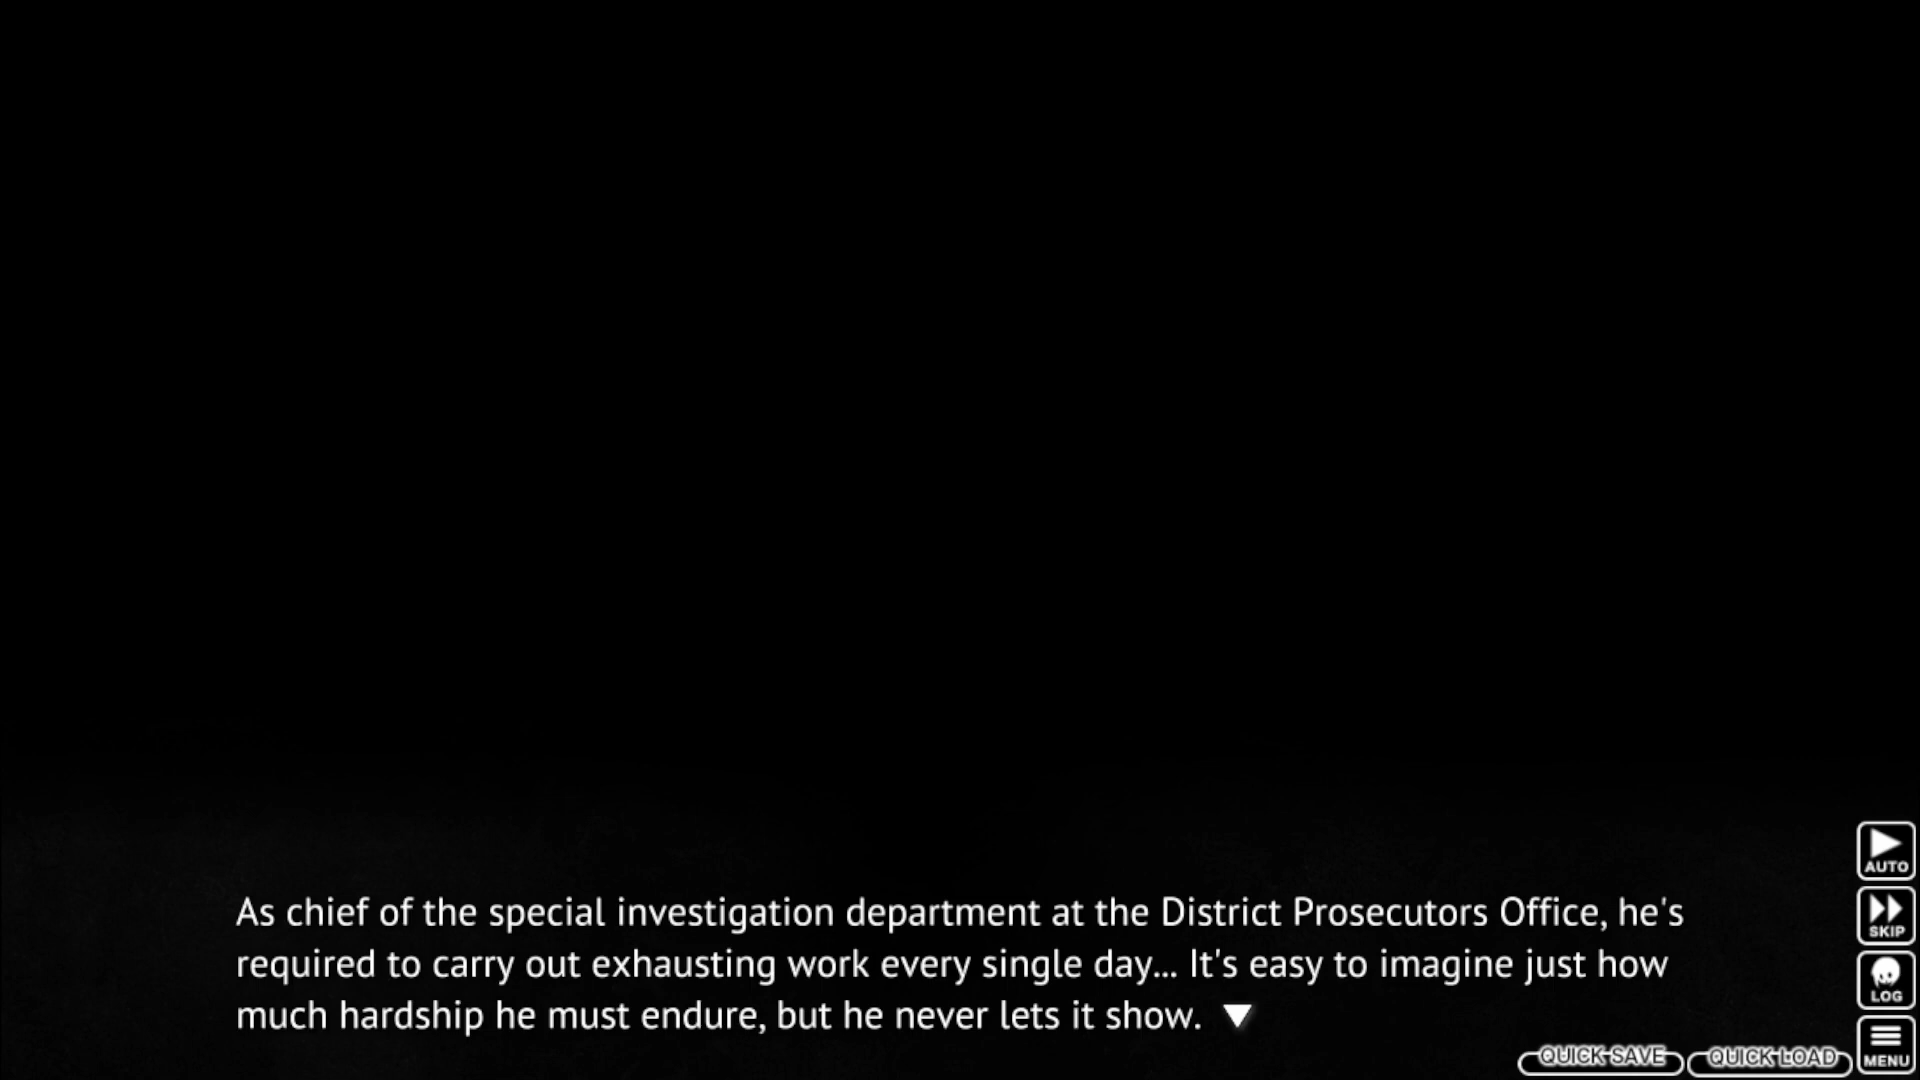 As chief of the special investigation department at the District Prosecutors Office, he's
required to carry out exhausting work every single day... It's easy to imagine just how
much hardship he must endure, but he never lets it show.
AUTO
SKIP
LOG
MENU
QUICK SAVE
QUICK LOAD